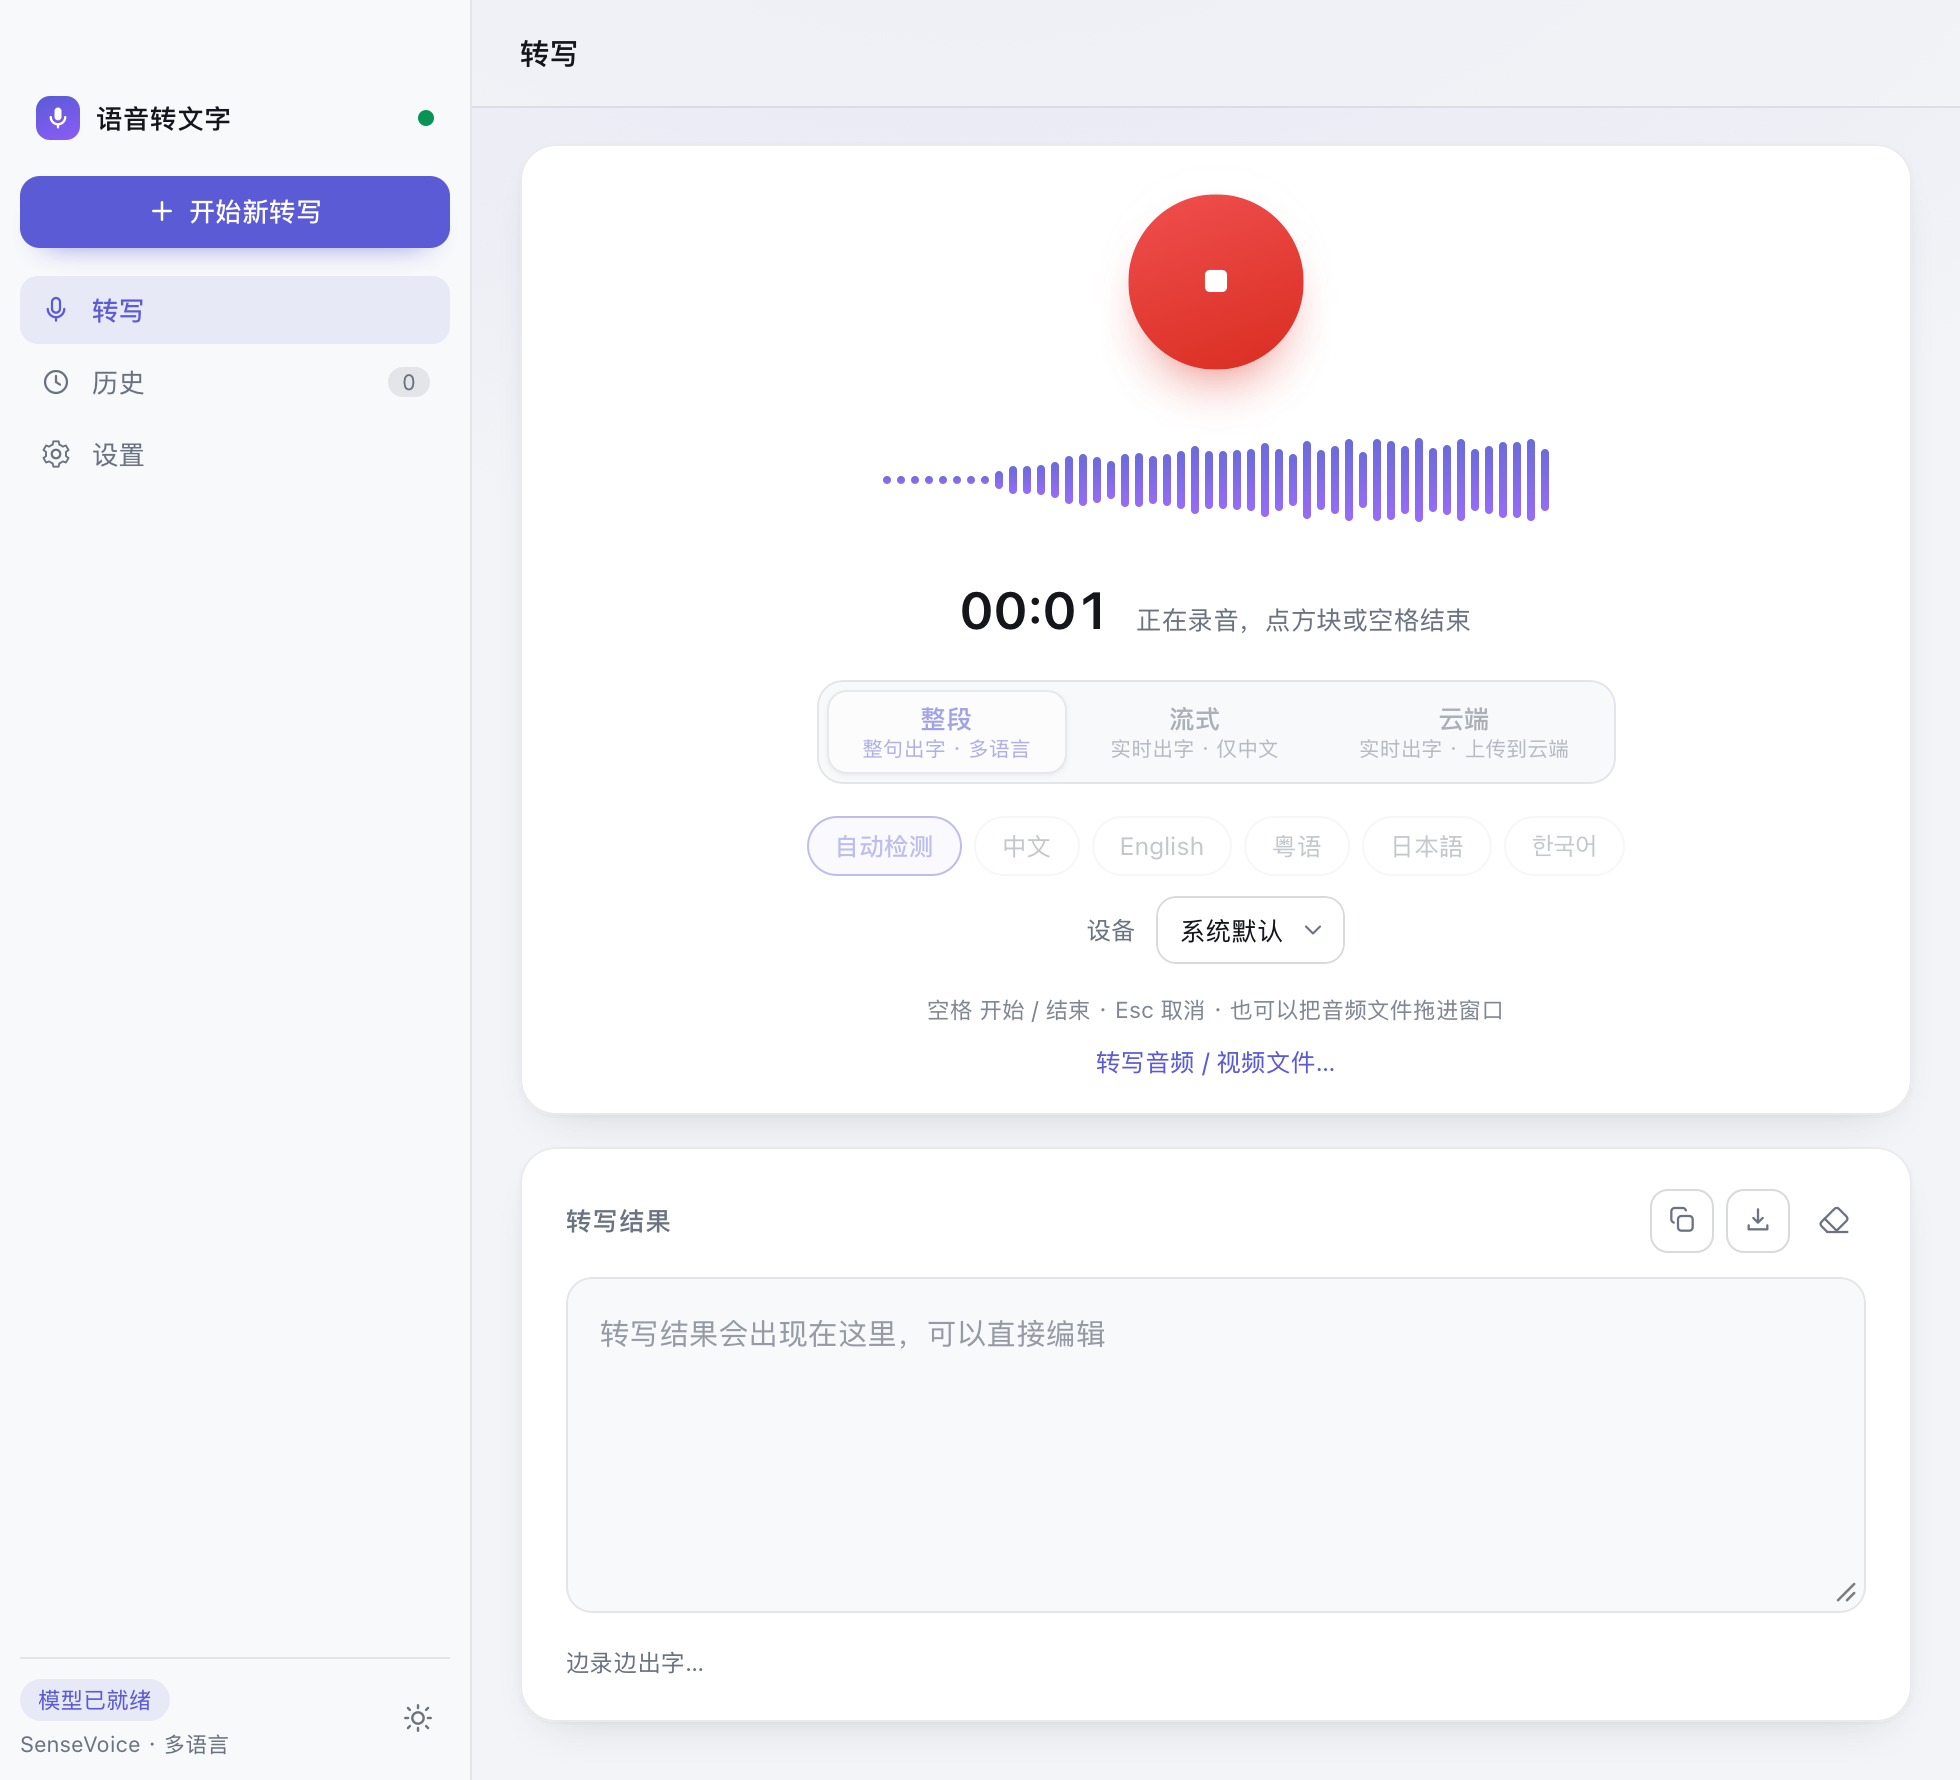 语音转文字
开始新转写
转写
历史
0
设置
模型已就绪
SenseVoice · 多语言
转写
00:01 正在录音，点方块或空格结束
整段
整句出字 · 多语言
流式
实时出字 · 仅中文
云端
实时出字 · 上传到云端
自动检测 中文 English 粤语 日本語 한국어
设备 系统默认
空格 开始 / 结束 · Esc 取消 · 也可以把音频文件拖进窗口
转写音频 / 视频文件...
转写结果
转写结果会出现在这里，可以直接编辑
边录边出字...